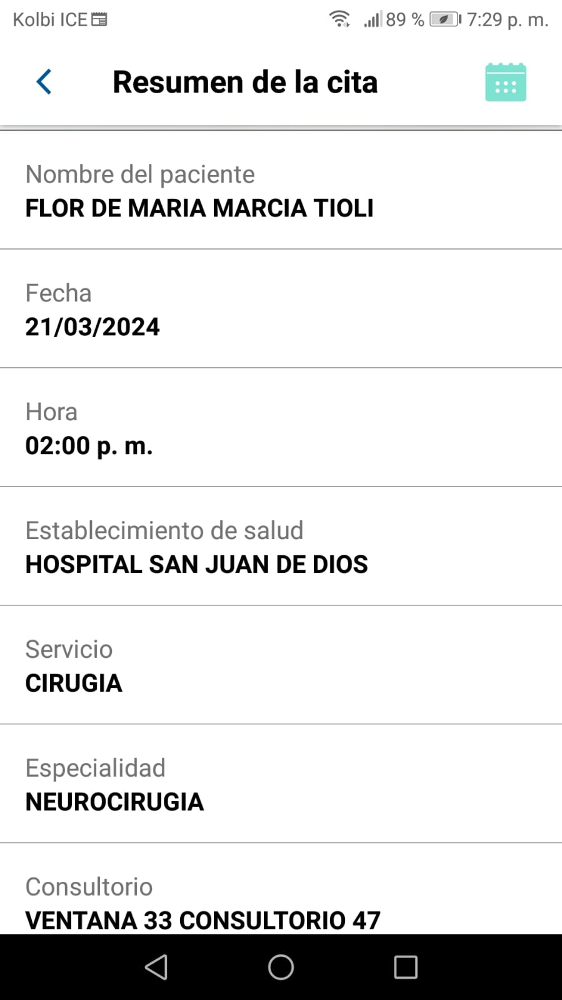 Kolbi ICE 89 % 7:29 p. m.
Resumen de la cita
Nombre del paciente
FLOR DE MARIA MARCIA TIOLI
Fecha
21/03/2024
Hora
02:00 p. m.
Establecimiento de salud
HOSPITAL SAN JUAN DE DIOS
Servicio
CIRUGIA
Especialidad
NEUROCIRUGIA
Consultorio
VENTANA 33 CONSULTORIO 47